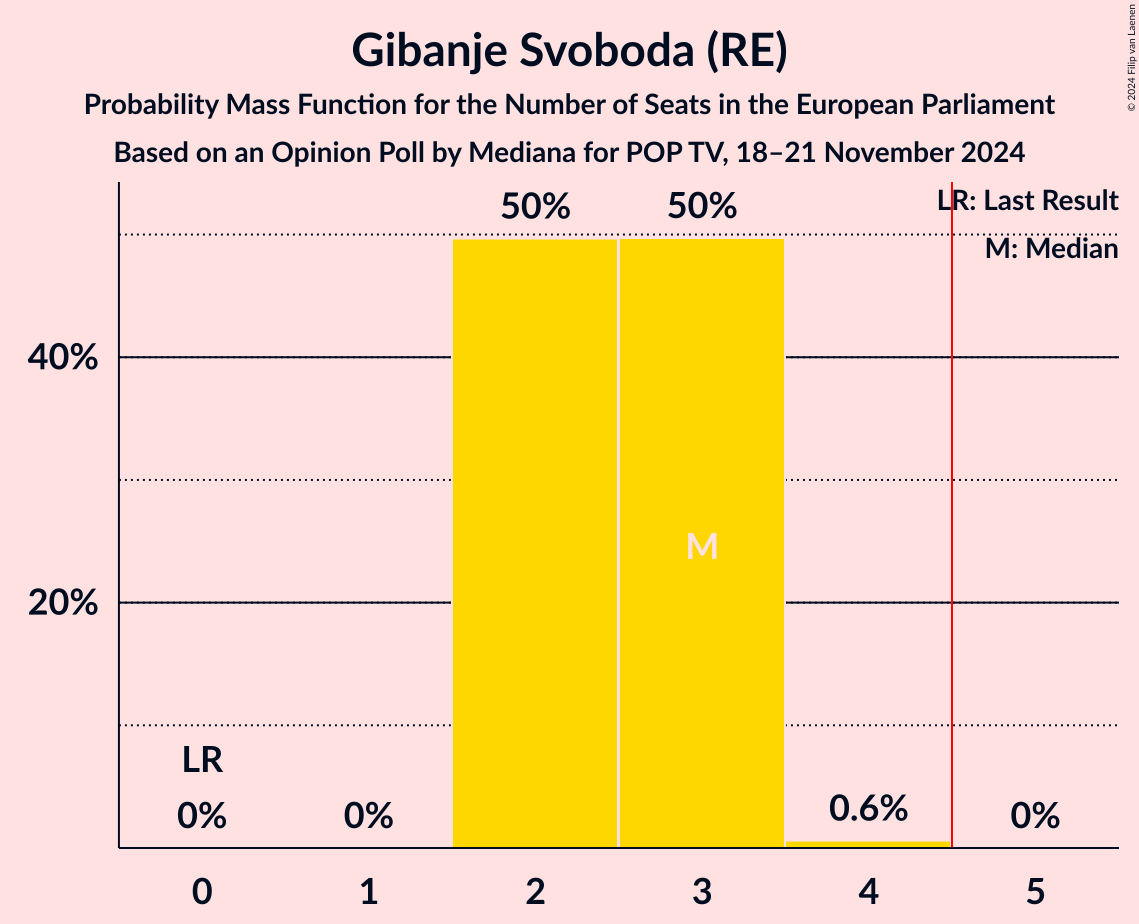 Gibanje Svoboda (RE)
Probability Mass Function for the Number of Seats in the European Parliament
Based on an Opinion Poll by Mediana for POP TV, 18–21 November 2024
© 2024 Filip van Laenen
LR: Last Result
M: Median
50%
50%
40%
20%
M
LR
0%
0%
0.6%
0%
0
1
2
3
4
5